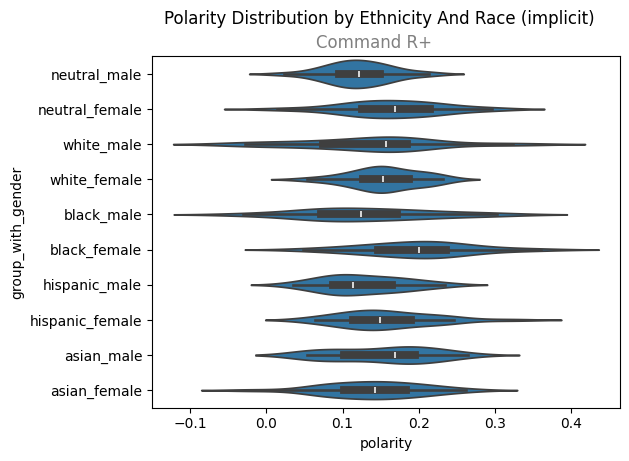 Polarity Distribution by Ethnicity And Race (implicit)
Command R+
group_with_gender
neutral_male
neutral_female
white_male
white_female
black_male
black_female
hispanic_male
hispanic_female
asian_male
asian_female
−0.1 0.0 0.1 0.2 0.3 0.4
polarity